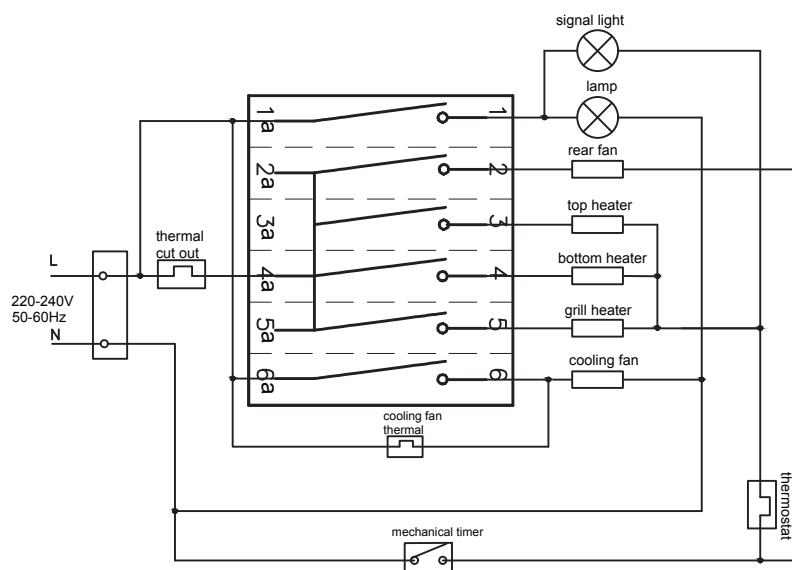 signal light
lamp
1a
1
rear fan
2a
2
top heater
3a
3
thermal
cut out
L
bottom heater
4a
4
220-240V
50-60Hz
N
grill heater
5a
5
cooling fan
6a
6
cooling fan
thermal
thermostat
mechanical timer